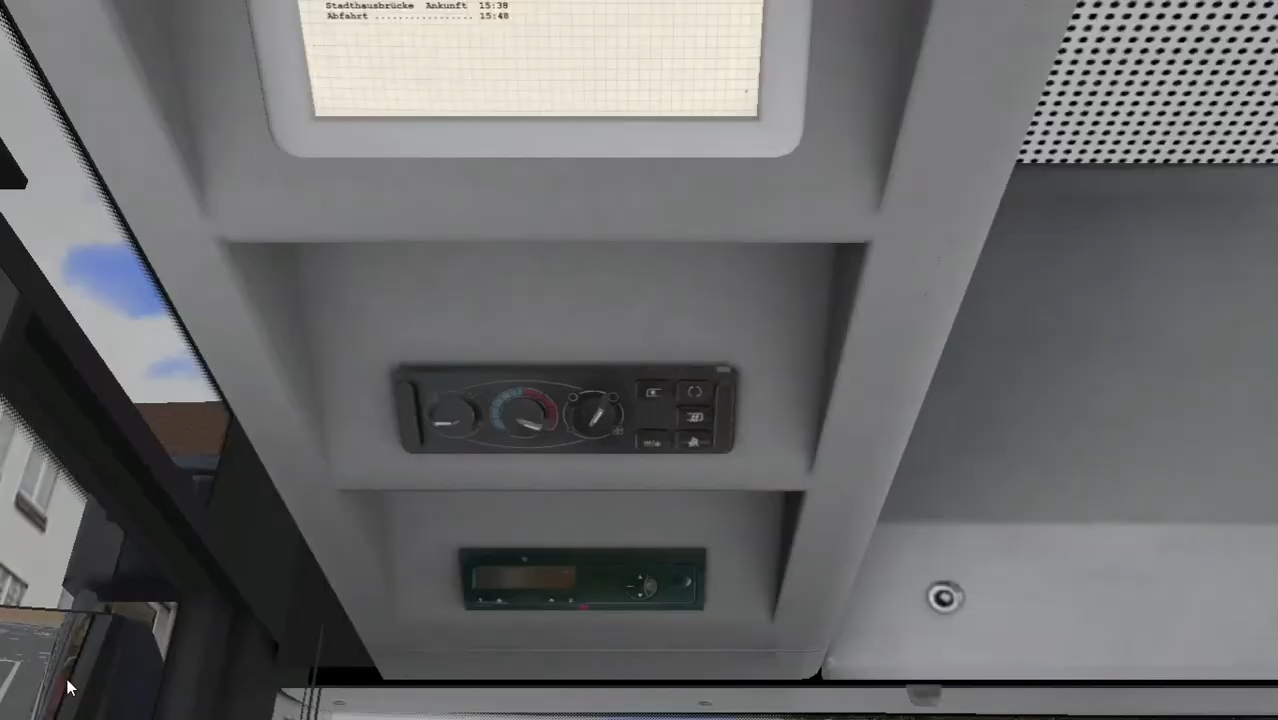 Stadthausbrücke Ankunft 15:38
Abfahrt .................. 15:48